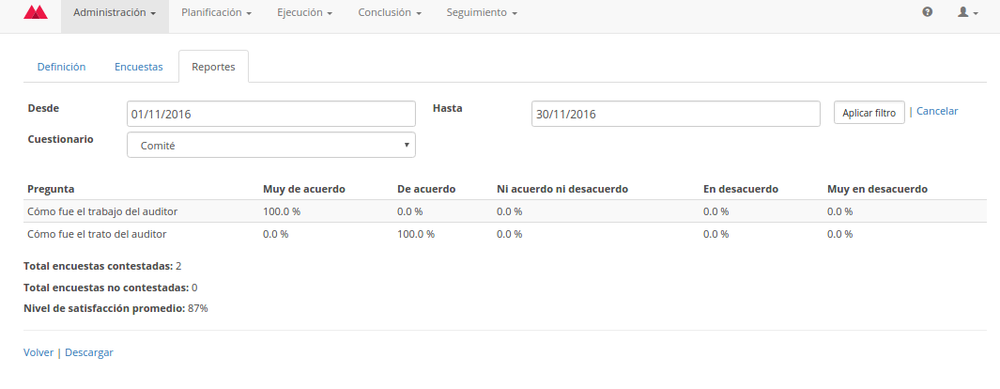 Administración Planificación Ejecución Conclusión Seguimiento
Definición Encuestas Reportes
Desde 01/11/2016 Hasta 30/11/2016 Aplicar filtro | Cancelar
Cuestionario Comité
Pregunta Muy de acuerdo De acuerdo Ni acuerdo ni desacuerdo En desacuerdo Muy en desacuerdo
Cómo fue el trabajo del auditor 100.0 % 0.0 % 0.0 % 0.0 % 0.0 %
Cómo fue el trato del auditor 0.0 % 100.0 % 0.0 % 0.0 % 0.0 %
Total encuestas contestadas: 2
Total encuestas no contestadas: 0
Nivel de satisfacción promedio: 87%
Volver | Descargar